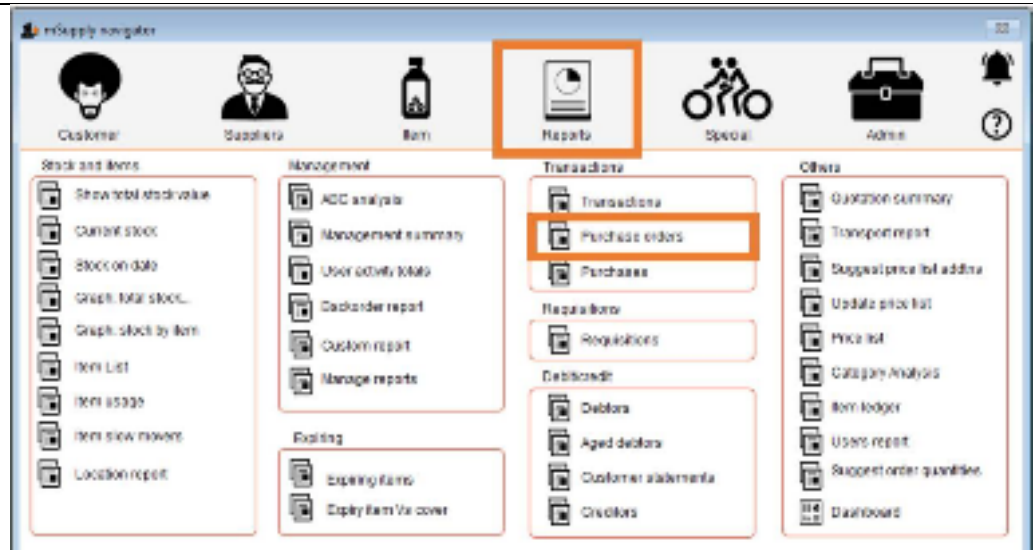 mSupply navigator
Customer
Suppliers
Item
Reports
Special
Admin
Stock and items
Show total stock value
Current stock
Stock on date
Graph, total stock...
Graph, stock by item
Item List
Item usage
Item slow movers
Location report
Management
ABC analysis
Management summary
User activity totals
Backorder report
Custom report
Manage reports
Expiring
Expiring items
Expiry item Vs cover
Transactions
Transactions
Purchase orders
Purchases
Requisitions
Requisitions
Debit/credit
Debtors
Aged debtors
Customer statements
Creditors
Others
Quotation summary
Transport report
Suggest price list addtns
Update price list
Price list
Category Analysis
Item ledger
Users report
Suggest order quantities
Dashboard